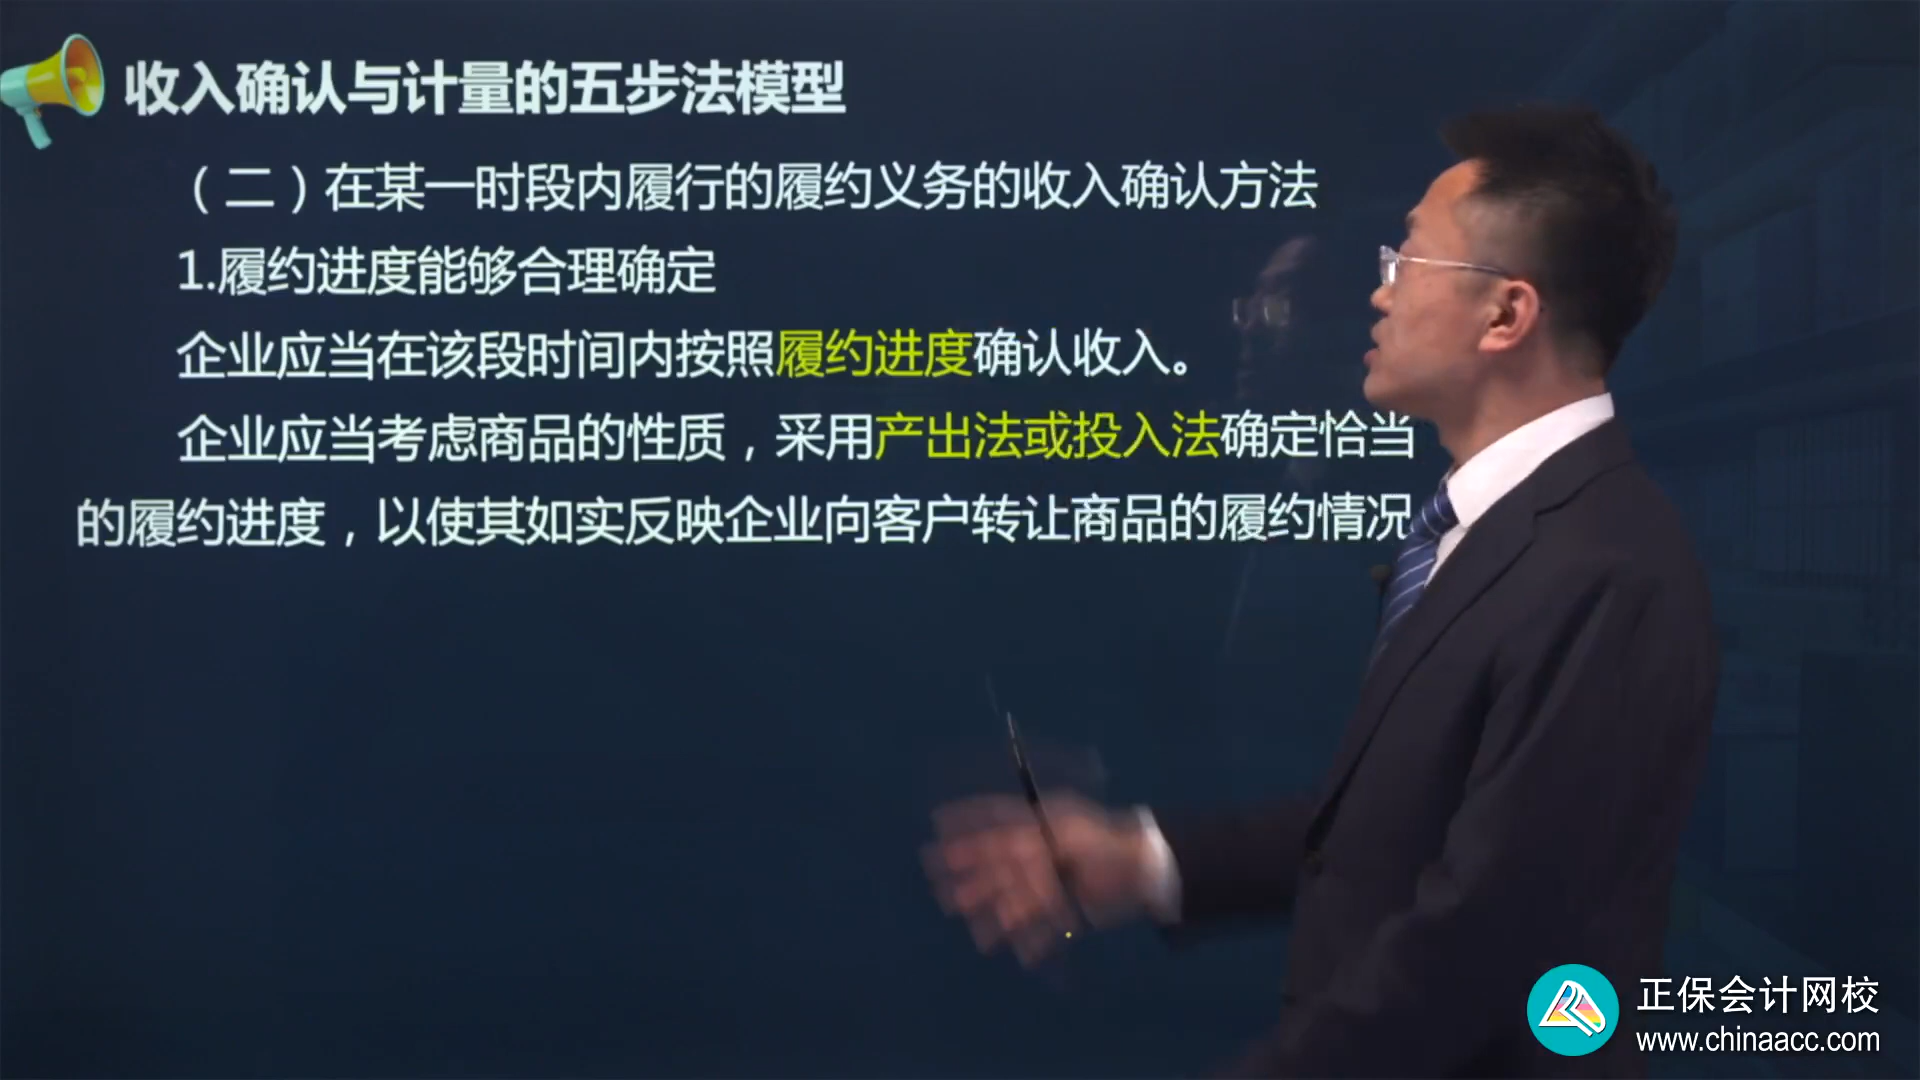 收入确认与计量的五步法模型
（二）在某一时段内履行的履约义务的收入确认方法
1.履约进度能够合理确定
企业应当在该段时间内按照履约进度确认收入。
企业应当考虑商品的性质，采用产出法或投入法确定恰当
的履约进度，以使其如实反映企业向客户转让商品的履约情况
正保会计网校
www.chinaacc.com